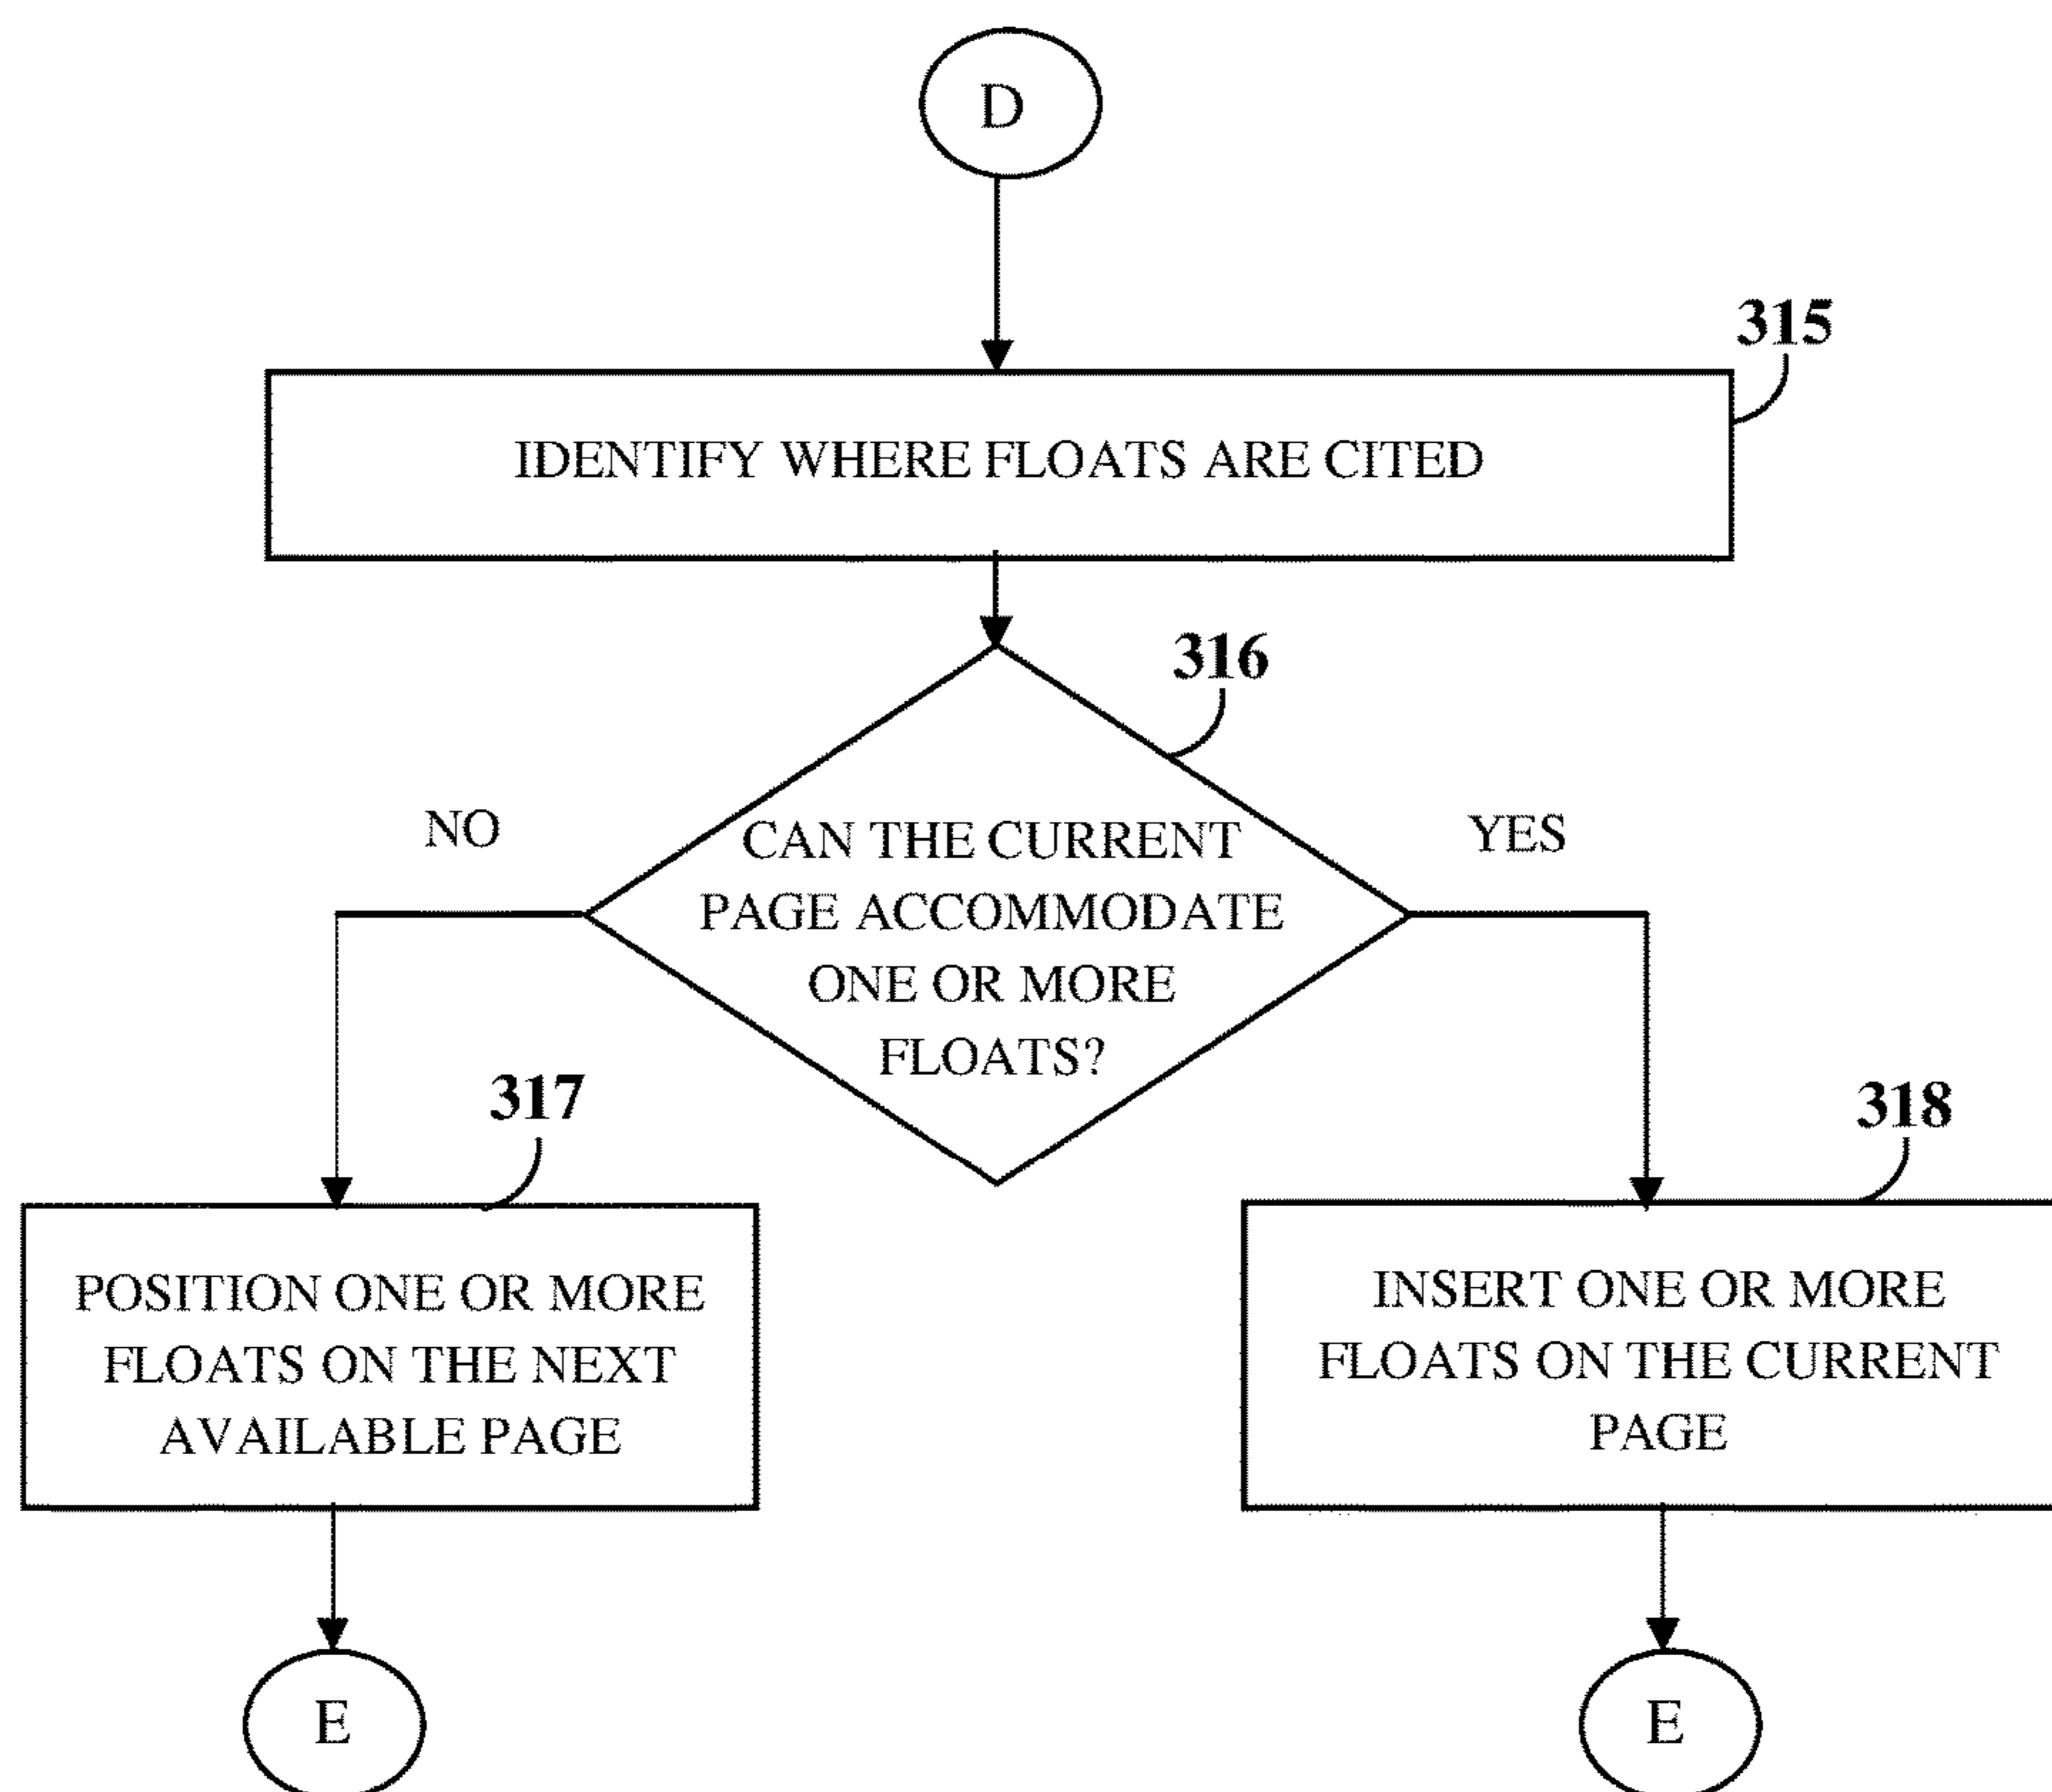 D
315
IDENTIFY WHERE FLOATS ARE CITED
316
NO
YES
CAN THE CURRENT
PAGE ACCOMMODATE
ONE OR MORE
FLOATS?
317
318
POSITION ONE OR MORE
FLOATS ON THE NEXT
AVAILABLE PAGE
INSERT ONE OR MORE
FLOATS ON THE CURRENT
PAGE
E
E